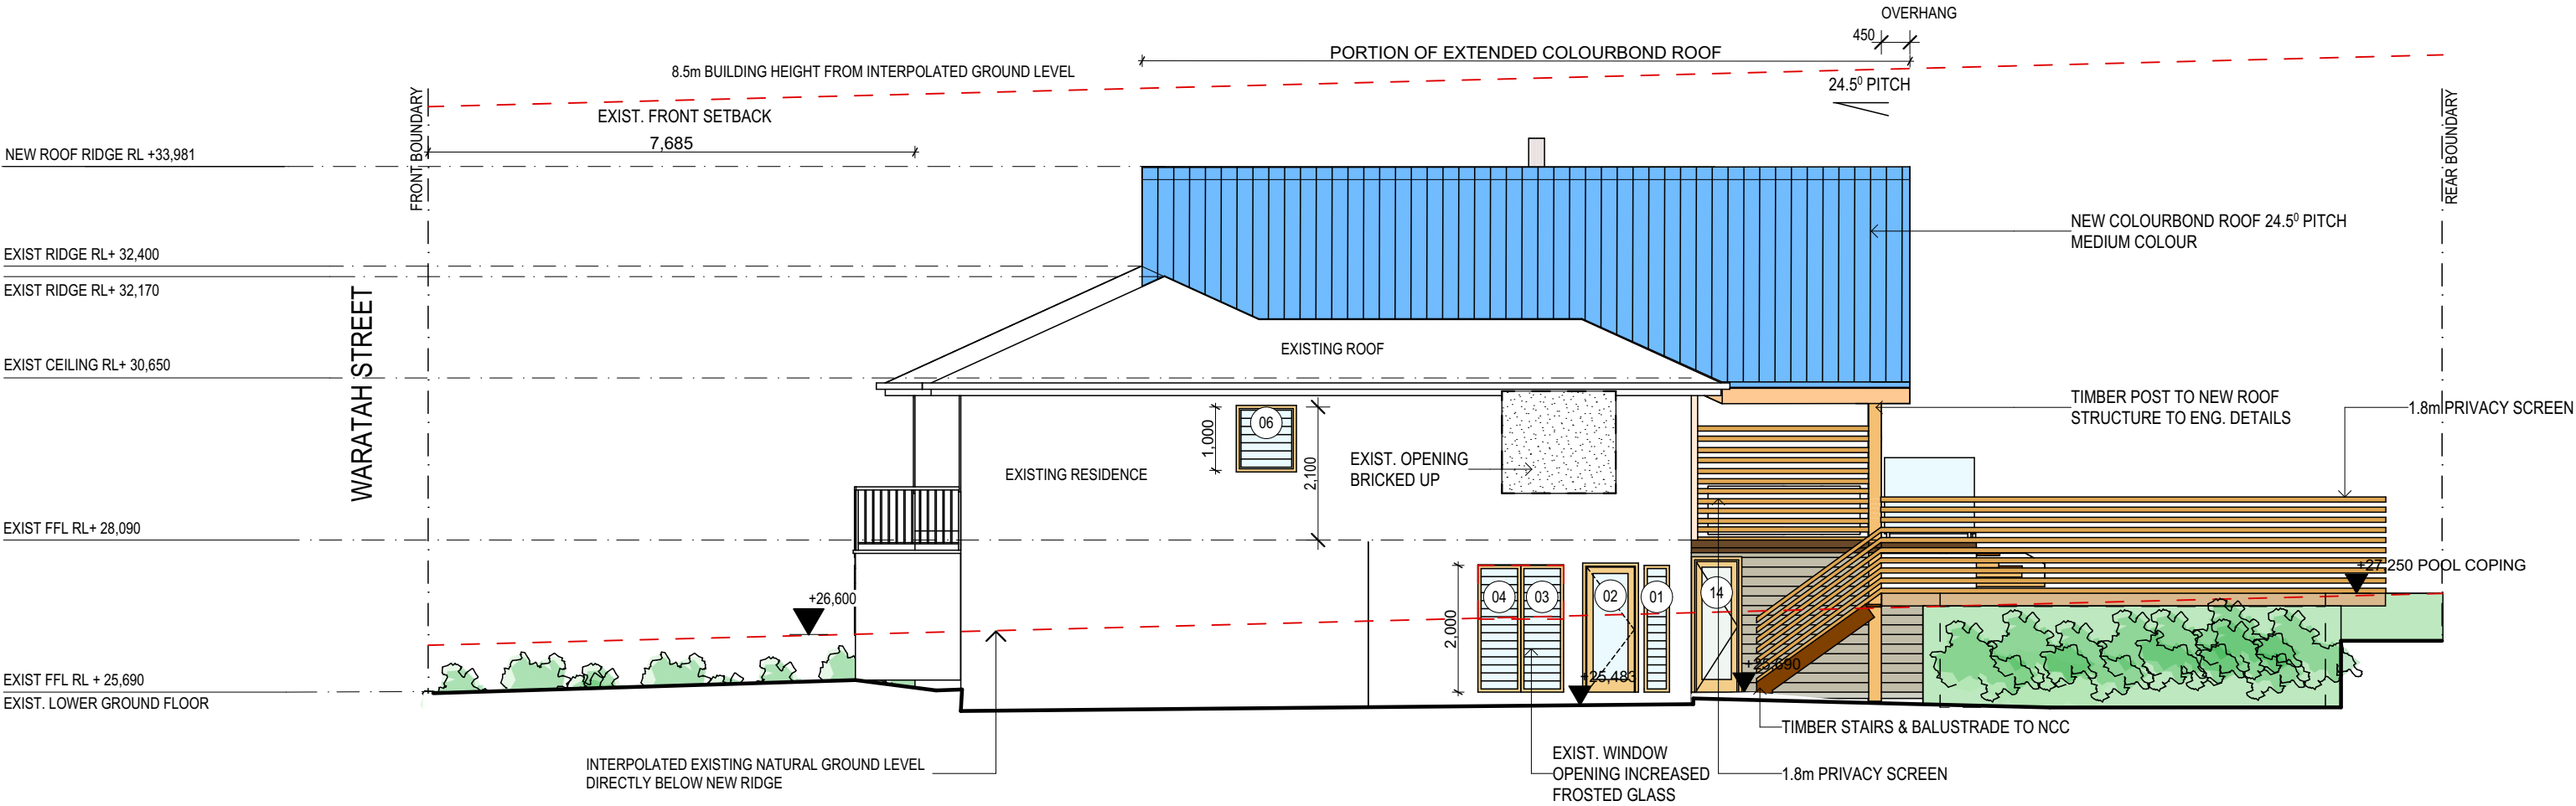 OVERHANG
450
PORTION OF EXTENDED COLOURBOND ROOF
8.5m BUILDING HEIGHT FROM INTERPOLATED GROUND LEVEL
24.5⁰ PITCH
FRONT BOUNDARY
EXIST. FRONT SETBACK
7,685
REAR BOUNDARY
NEW ROOF RIDGE RL +33,981
NEW COLOURBOND ROOF 24.5⁰ PITCH
MEDIUM COLOUR
EXIST RIDGE RL+ 32,400
EXIST RIDGE RL+ 32,170
WARATAH STREET
EXISTING ROOF
EXIST CEILING RL+ 30,650
TIMBER POST TO NEW ROOF
STRUCTURE TO ENG. DETAILS
1.8m PRIVACY SCREEN
06
1,000
2,100
EXISTING RESIDENCE
EXIST. OPENING
BRICKED UP
EXIST FFL RL+ 28,090
+27,250 POOL COPING
+26,600
04
03
02
01
14
2,000
+25,690
+25,483
EXIST FFL RL + 25,690
EXIST. LOWER GROUND FLOOR
TIMBER STAIRS & BALUSTRADE TO NCC
INTERPOLATED EXISTING NATURAL GROUND LEVEL
DIRECTLY BELOW NEW RIDGE
EXIST. WINDOW
OPENING INCREASED
FROSTED GLASS
1.8m PRIVACY SCREEN